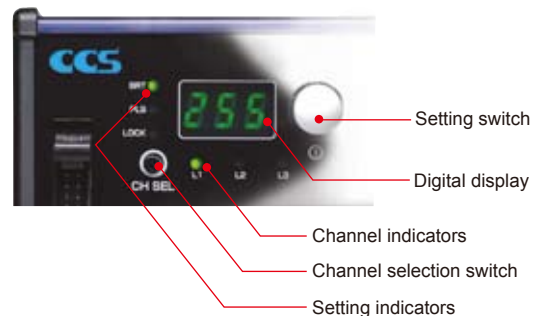 CCS
BRT
PLS
LOCK
255
CH SEL
L1
L2
L3
Setting switch
Digital display
Channel indicators
Channel selection switch
Setting indicators